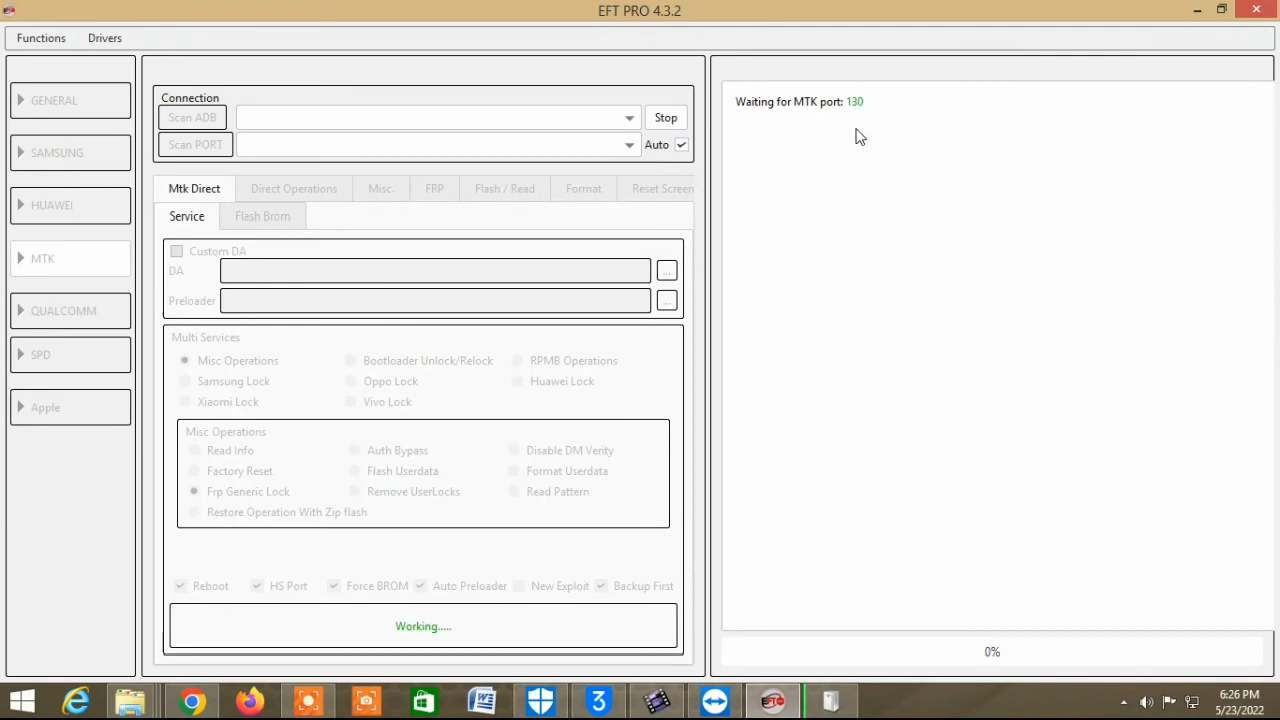 EFT PRO 4.3.2
Functions Drivers
GENERAL
SAMSUNG
HUAWEI
MTK
QUALCOMM
SPD
Apple
Connection
Scan ADB Stop
Scan PORT Auto
Mtk Direct Direct Operations Misc. FRP Flash / Read Format Reset Screen
Service Flash Brom
Custom DA
DA ...
Preloader ...
Multi Services
Misc Operations Bootloader Unlock/Relock RPMB Operations
Samsung Lock Oppo Lock Huawei Lock
Xiaomi Lock Vivo Lock
Misc Operations
Read Info Auth Bypass Disable DM Verity
Factory Reset Flash Userdata Format Userdata
Frp Generic Lock Remove UserLocks Read Pattern
Restore Operation With Zip flash
Reboot HS Port Force BROM Auto Preloader New Exploit Backup First
Working.....
Waiting for MTK port: 130
0%
3
EFT
6:26 PM
5/23/2022